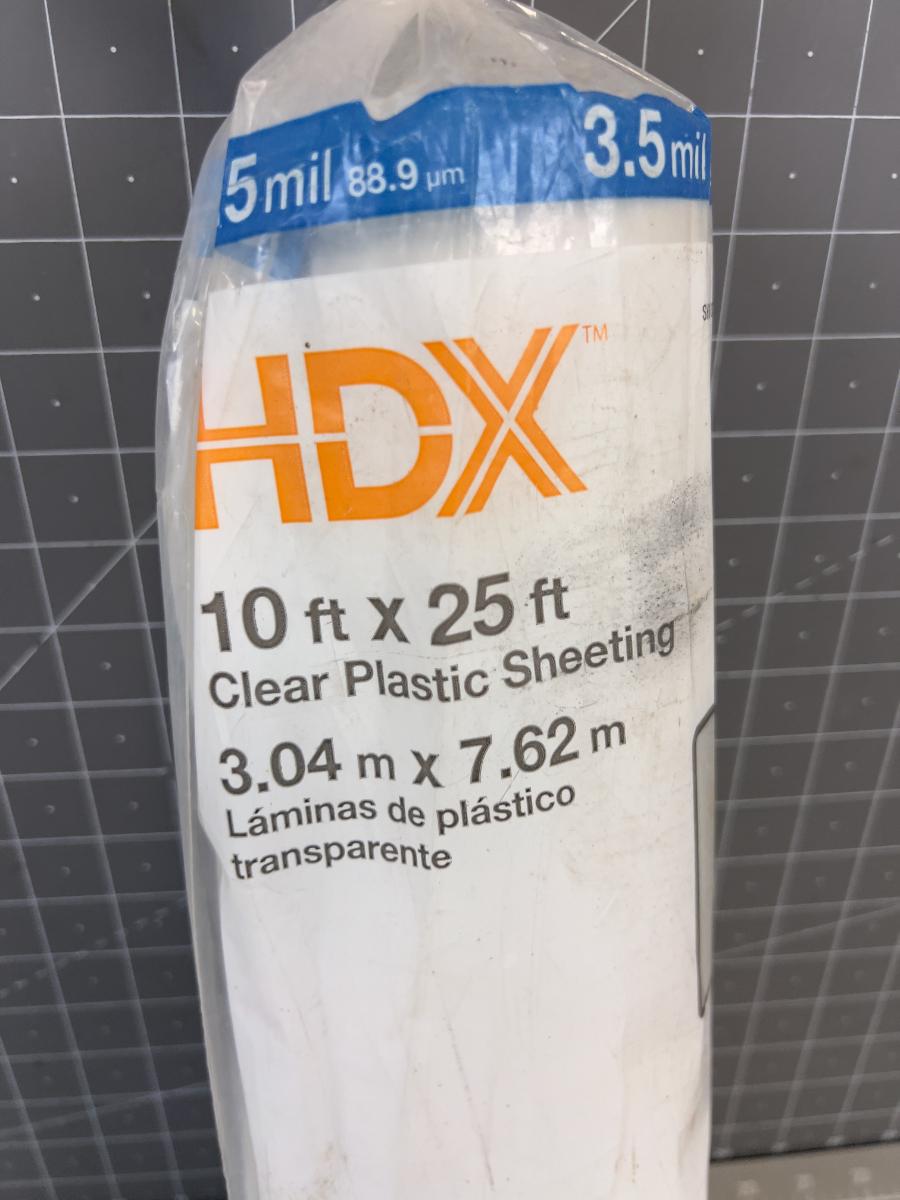 5 mil 88.9 µm 3.5 mil
HDX™
10 ft x 25 ft
Clear Plastic Sheeting
3.04 m x 7.62 m
Láminas de plástico
transparente